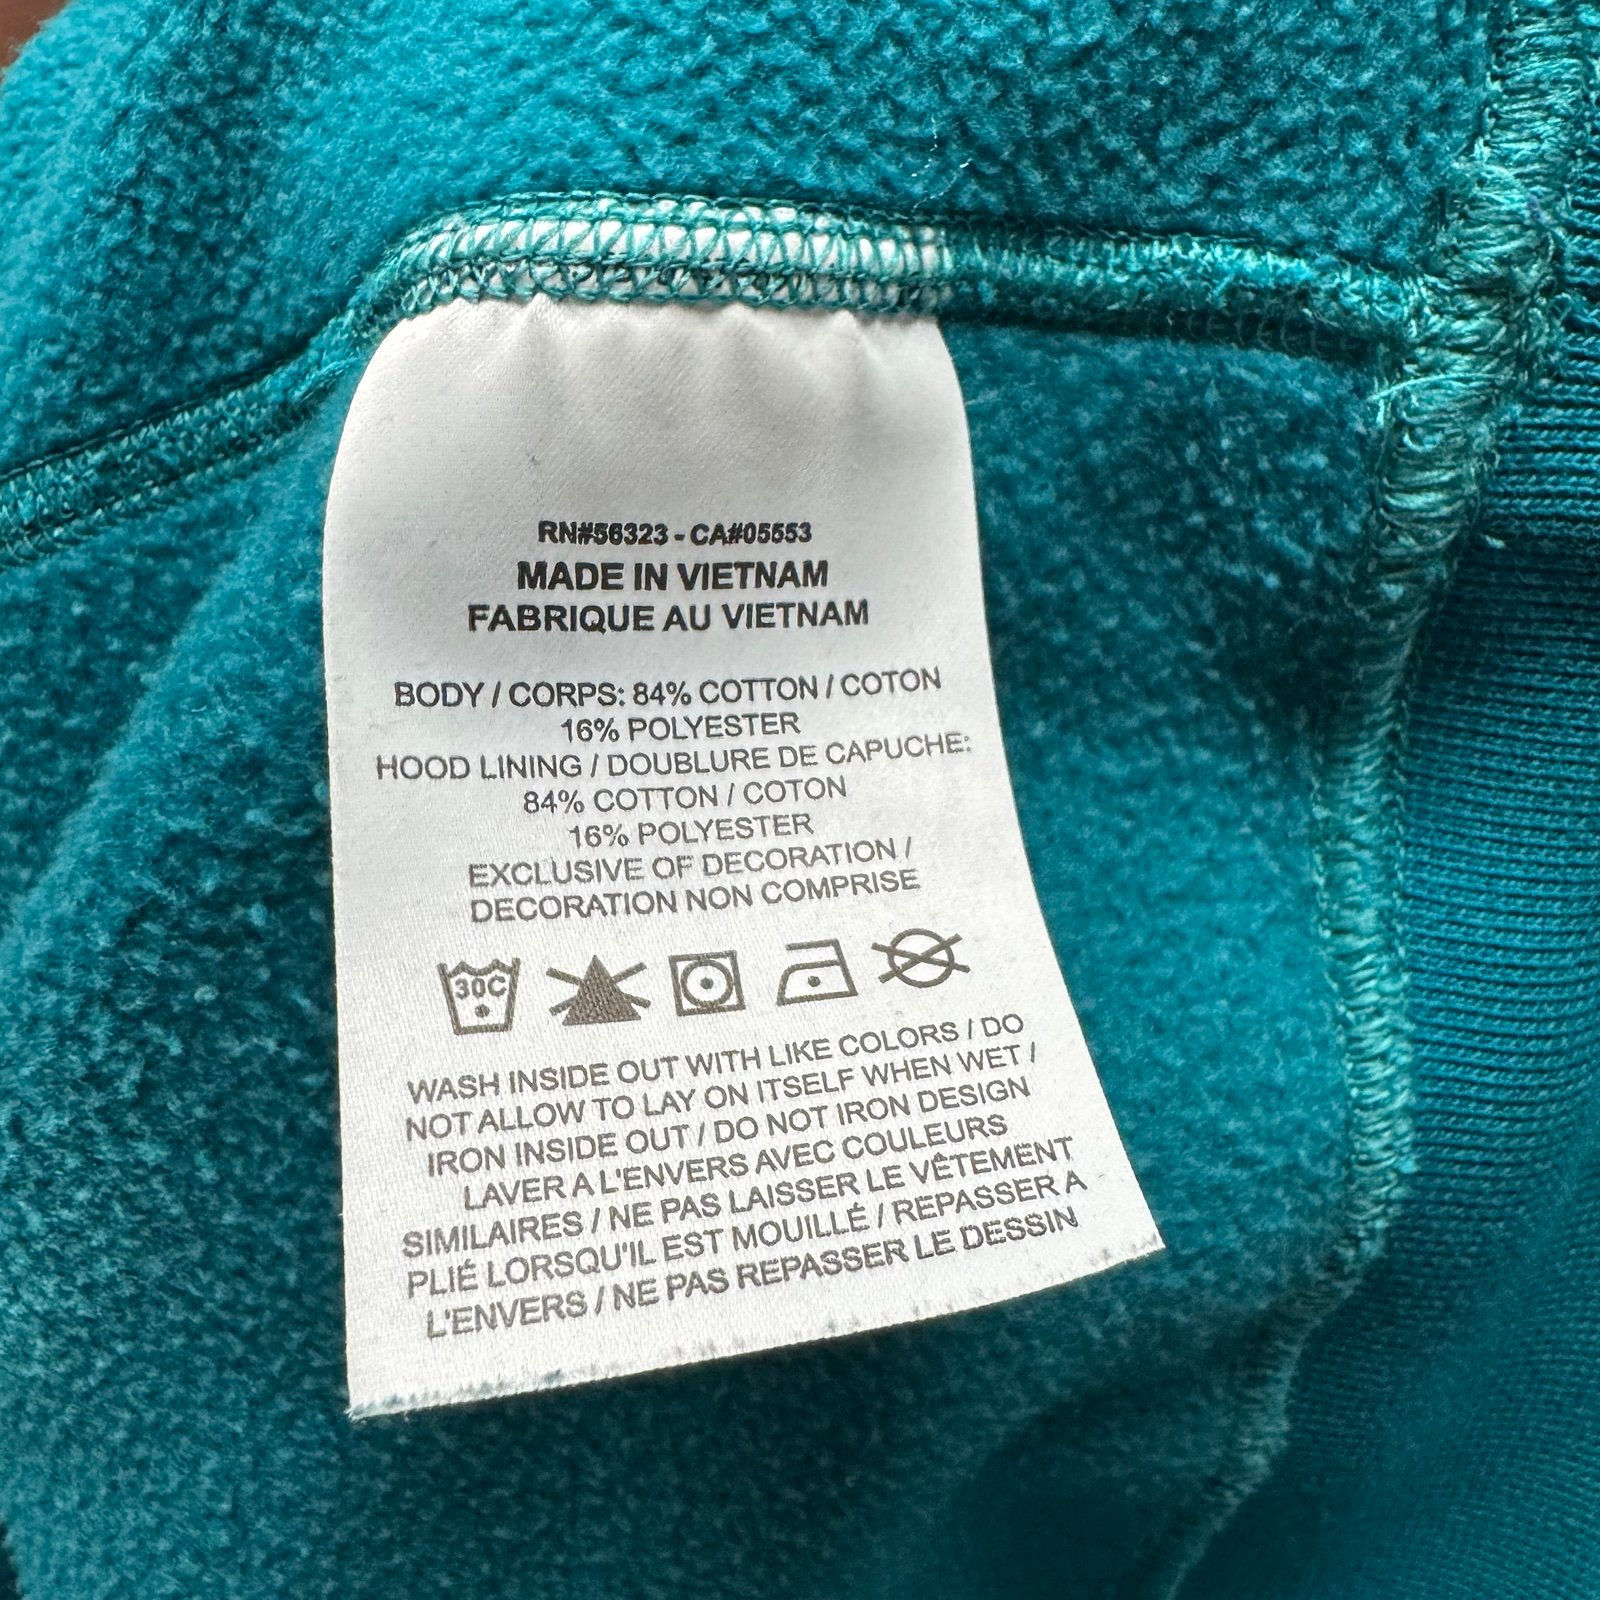 RN#56323 - CA#05553
MADE IN VIETNAM
FABRIQUE AU VIETNAM
BODY / CORPS: 84% COTTON / COTON
16% POLYESTER
HOOD LINING / DOUBLURE DE CAPUCHE:
84% COTTON / COTON
16% POLYESTER
EXCLUSIVE OF DECORATION /
DECORATION NON COMPRISE
30C
WASH INSIDE OUT WITH LIKE COLORS / DO
NOT ALLOW TO LAY ON ITSELF WHEN WET /
IRON INSIDE OUT / DO NOT IRON DESIGN
LAVER A L'ENVERS AVEC COULEURS
SIMILAIRES / NE PAS LAISSER LE VÊTEMENT
PLIÉ LORSQU'IL EST MOUILLÉ / REPASSER A
L'ENVERS / NE PAS REPASSER LE DESSIN